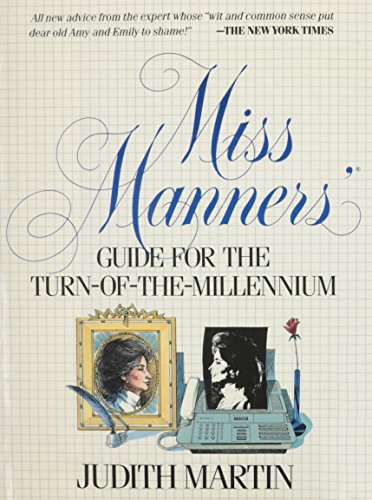 All new advice from the expert whose “wit and common sense put
dear old Amy and Emily to shame!” —THE NEW YORK TIMES
Miss
Manners’®
GUIDE FOR THE
TURN-OF-THE-MILLENNIUM
JUDITH MARTIN